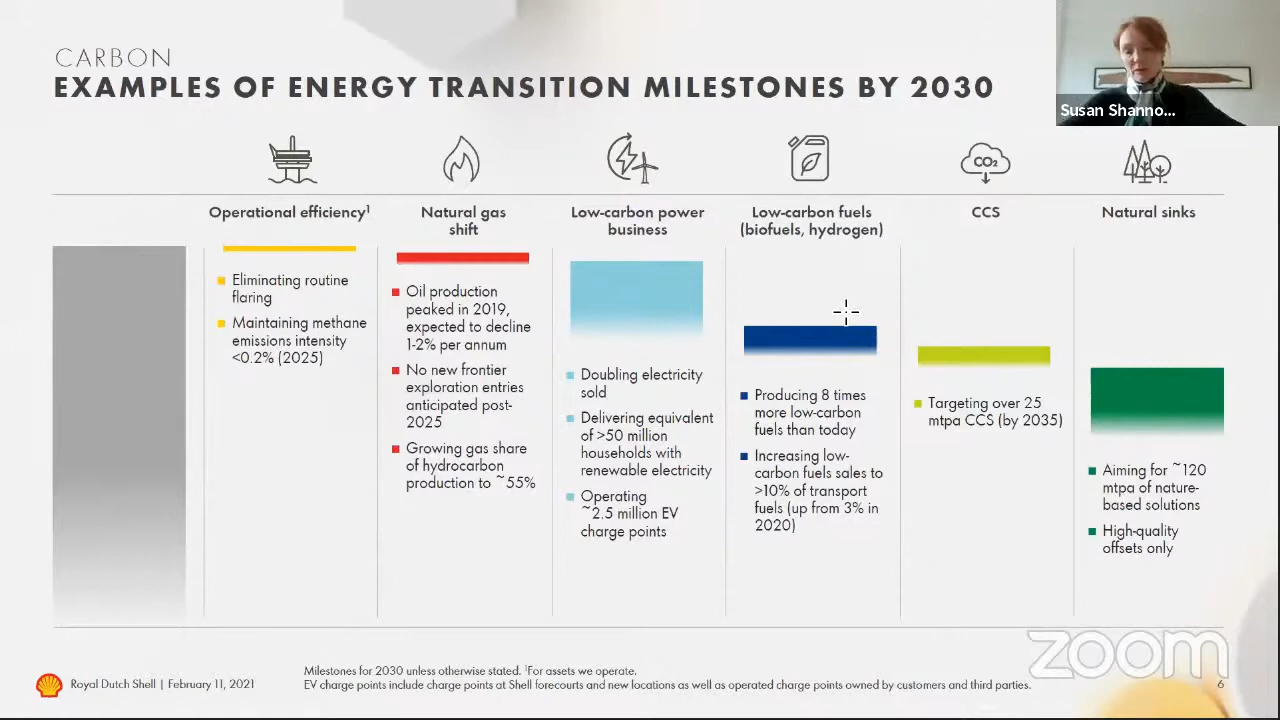 CARBON
EXAMPLES OF ENERGY TRANSITION MILESTONES BY 2030
Susan Shanno...
CO₂
Operational efficiency¹
Eliminating routine
flaring
Maintaining methane
emissions intensity
<0.2% (2025)
Natural gas
shift
Oil production
peaked in 2019,
expected to decline
1-2% per annum
No new frontier
exploration entries
anticipated post-
2025
Growing gas share
of hydrocarbon
production to ~55%
Low-carbon power
business
Doubling electricity
sold
Delivering equivalent
of >50 million
households with
renewable electricity
Operating
~2.5 million EV
charge points
Low-carbon fuels
(biofuels, hydrogen)
Producing 8 times
more low-carbon
fuels than today
Increasing low-
carbon fuels sales to
>10% of transport
fuels (up from 3% in
2020)
CCS
Targeting over 25
mtpa CCS (by 2035)
Natural sinks
Aiming for ~120
mtpa of nature-
based solutions
High-quality
offsets only
zoom
Royal Dutch Shell | February 11, 2021
Milestones for 2030 unless otherwise stated. ¹For assets we operate.
EV charge points include charge points at Shell forecourts and new locations as well as operated charge points owned by customers and third parties.
6